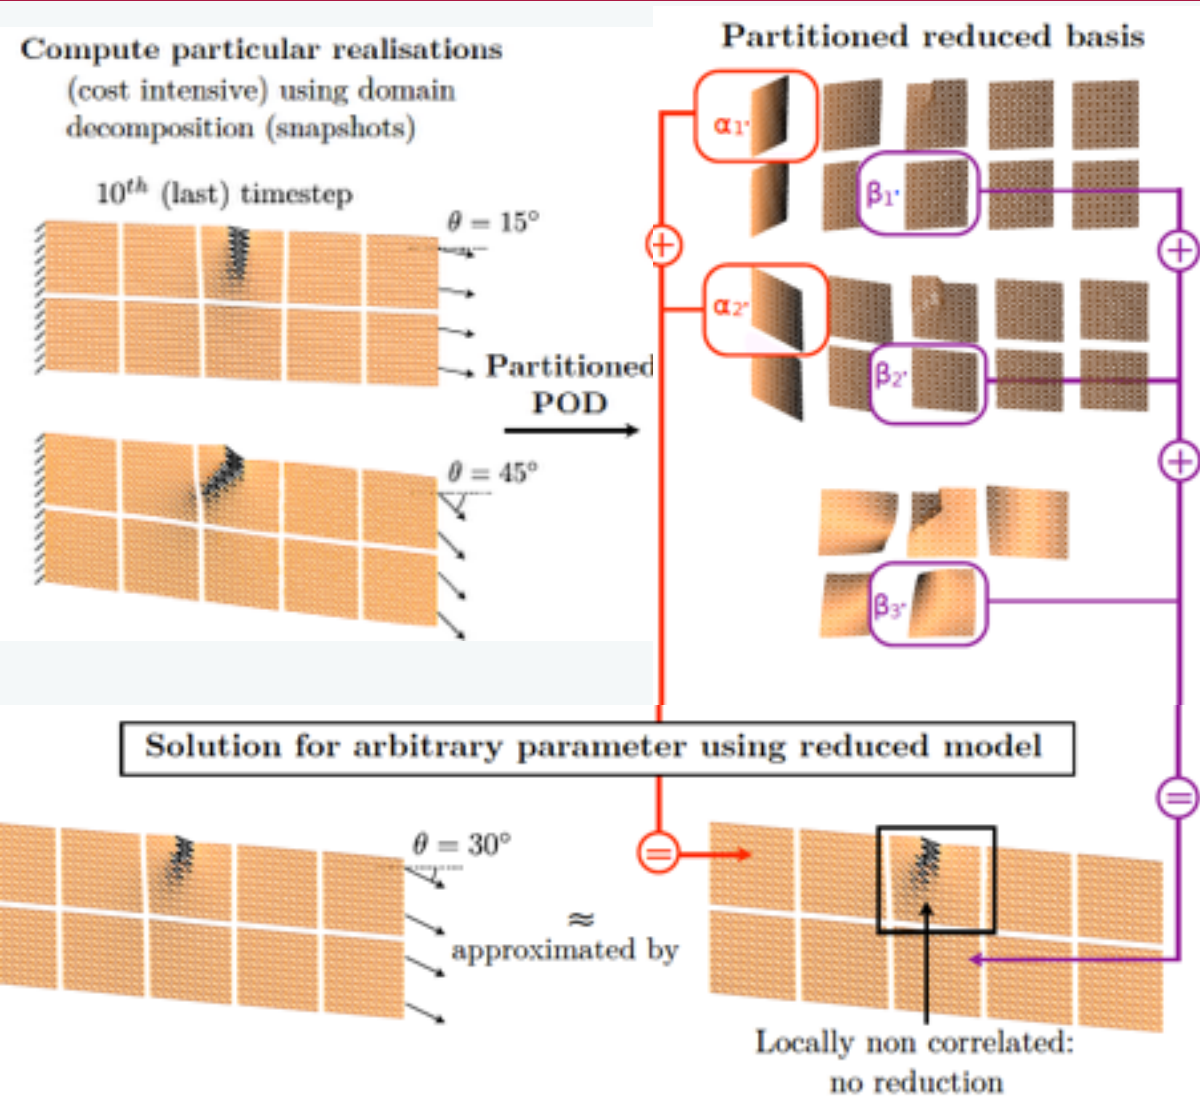 Compute particular realisations
(cost intensive) using domain
decomposition (snapshots)
10th (last) timestep
θ = 15°
θ = 45°
Partitioned
POD
Partitioned reduced basis
α₁
β₁
α₂
β₂
β₃
+
+
+
Solution for arbitrary parameter using reduced model
θ = 30°
≈
approximated by
=
=
Locally non correlated:
no reduction